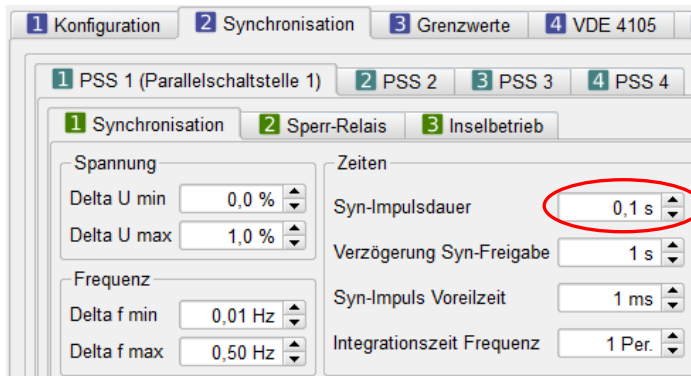 1 Konfiguration 2 Synchronisation 3 Grenzwerte 4 VDE 4105
1 PSS 1 (Parallelschaltstelle 1) 2 PSS 2 3 PSS 3 4 PSS 4
1 Synchronisation 2 Sperr-Relais 3 Inselbetrieb
Spannung
Delta U min 0,0 %
Delta U max 1,0 %
Frequenz
Delta f min 0,01 Hz
Delta f max 0,50 Hz
Zeiten
Syn-Impulsdauer 0,1 s
Verzögerung Syn-Freigabe 1 s
Syn-Impuls Voreilzeit 1 ms
Integrationszeit Frequenz 1 Per.